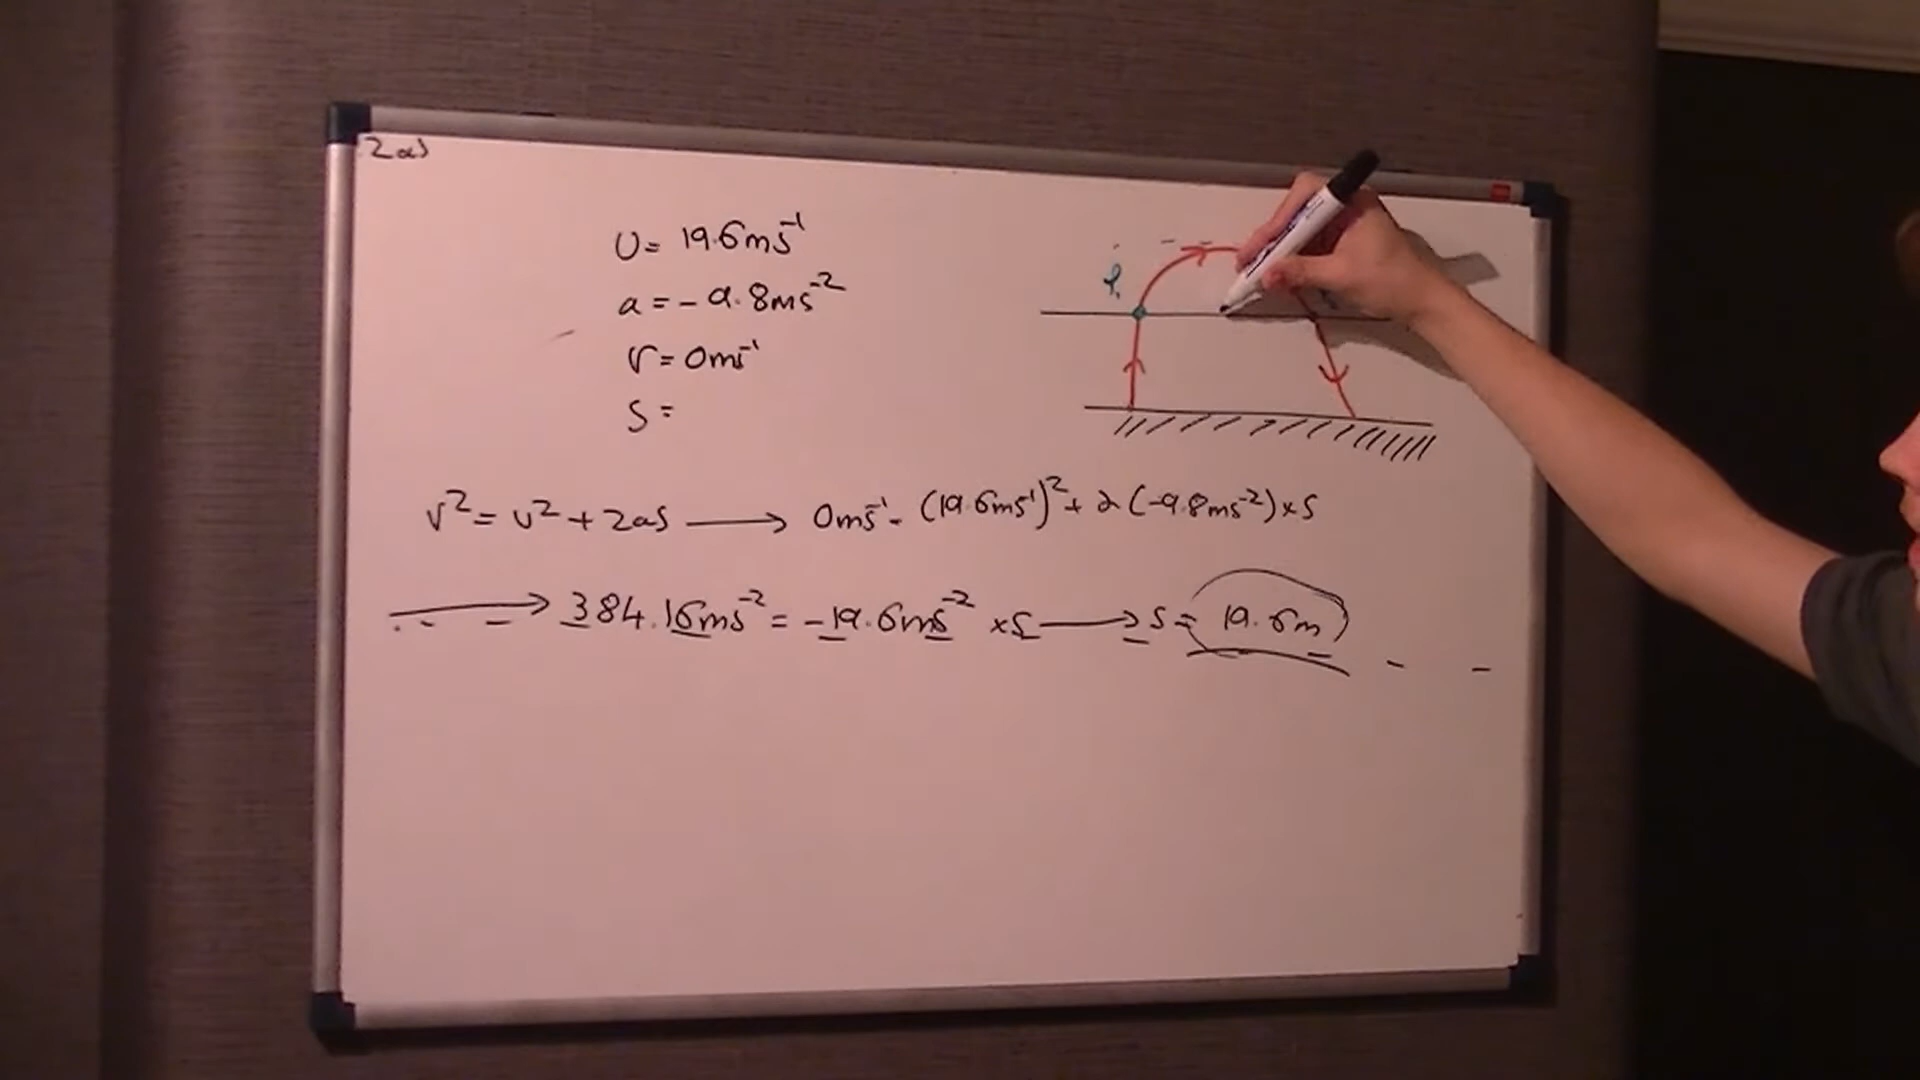 2as
U = 19.6ms⁻¹
a = - 9.8ms⁻²
V = 0ms⁻¹
S =
V² = u² + 2as ⟶ 0ms⁻¹ = (19.6ms⁻¹)² + 2(-9.8ms⁻²)×S
⟶ 384.16ms⁻² = -19.6ms⁻² ×S ⟶ S = 19.6m